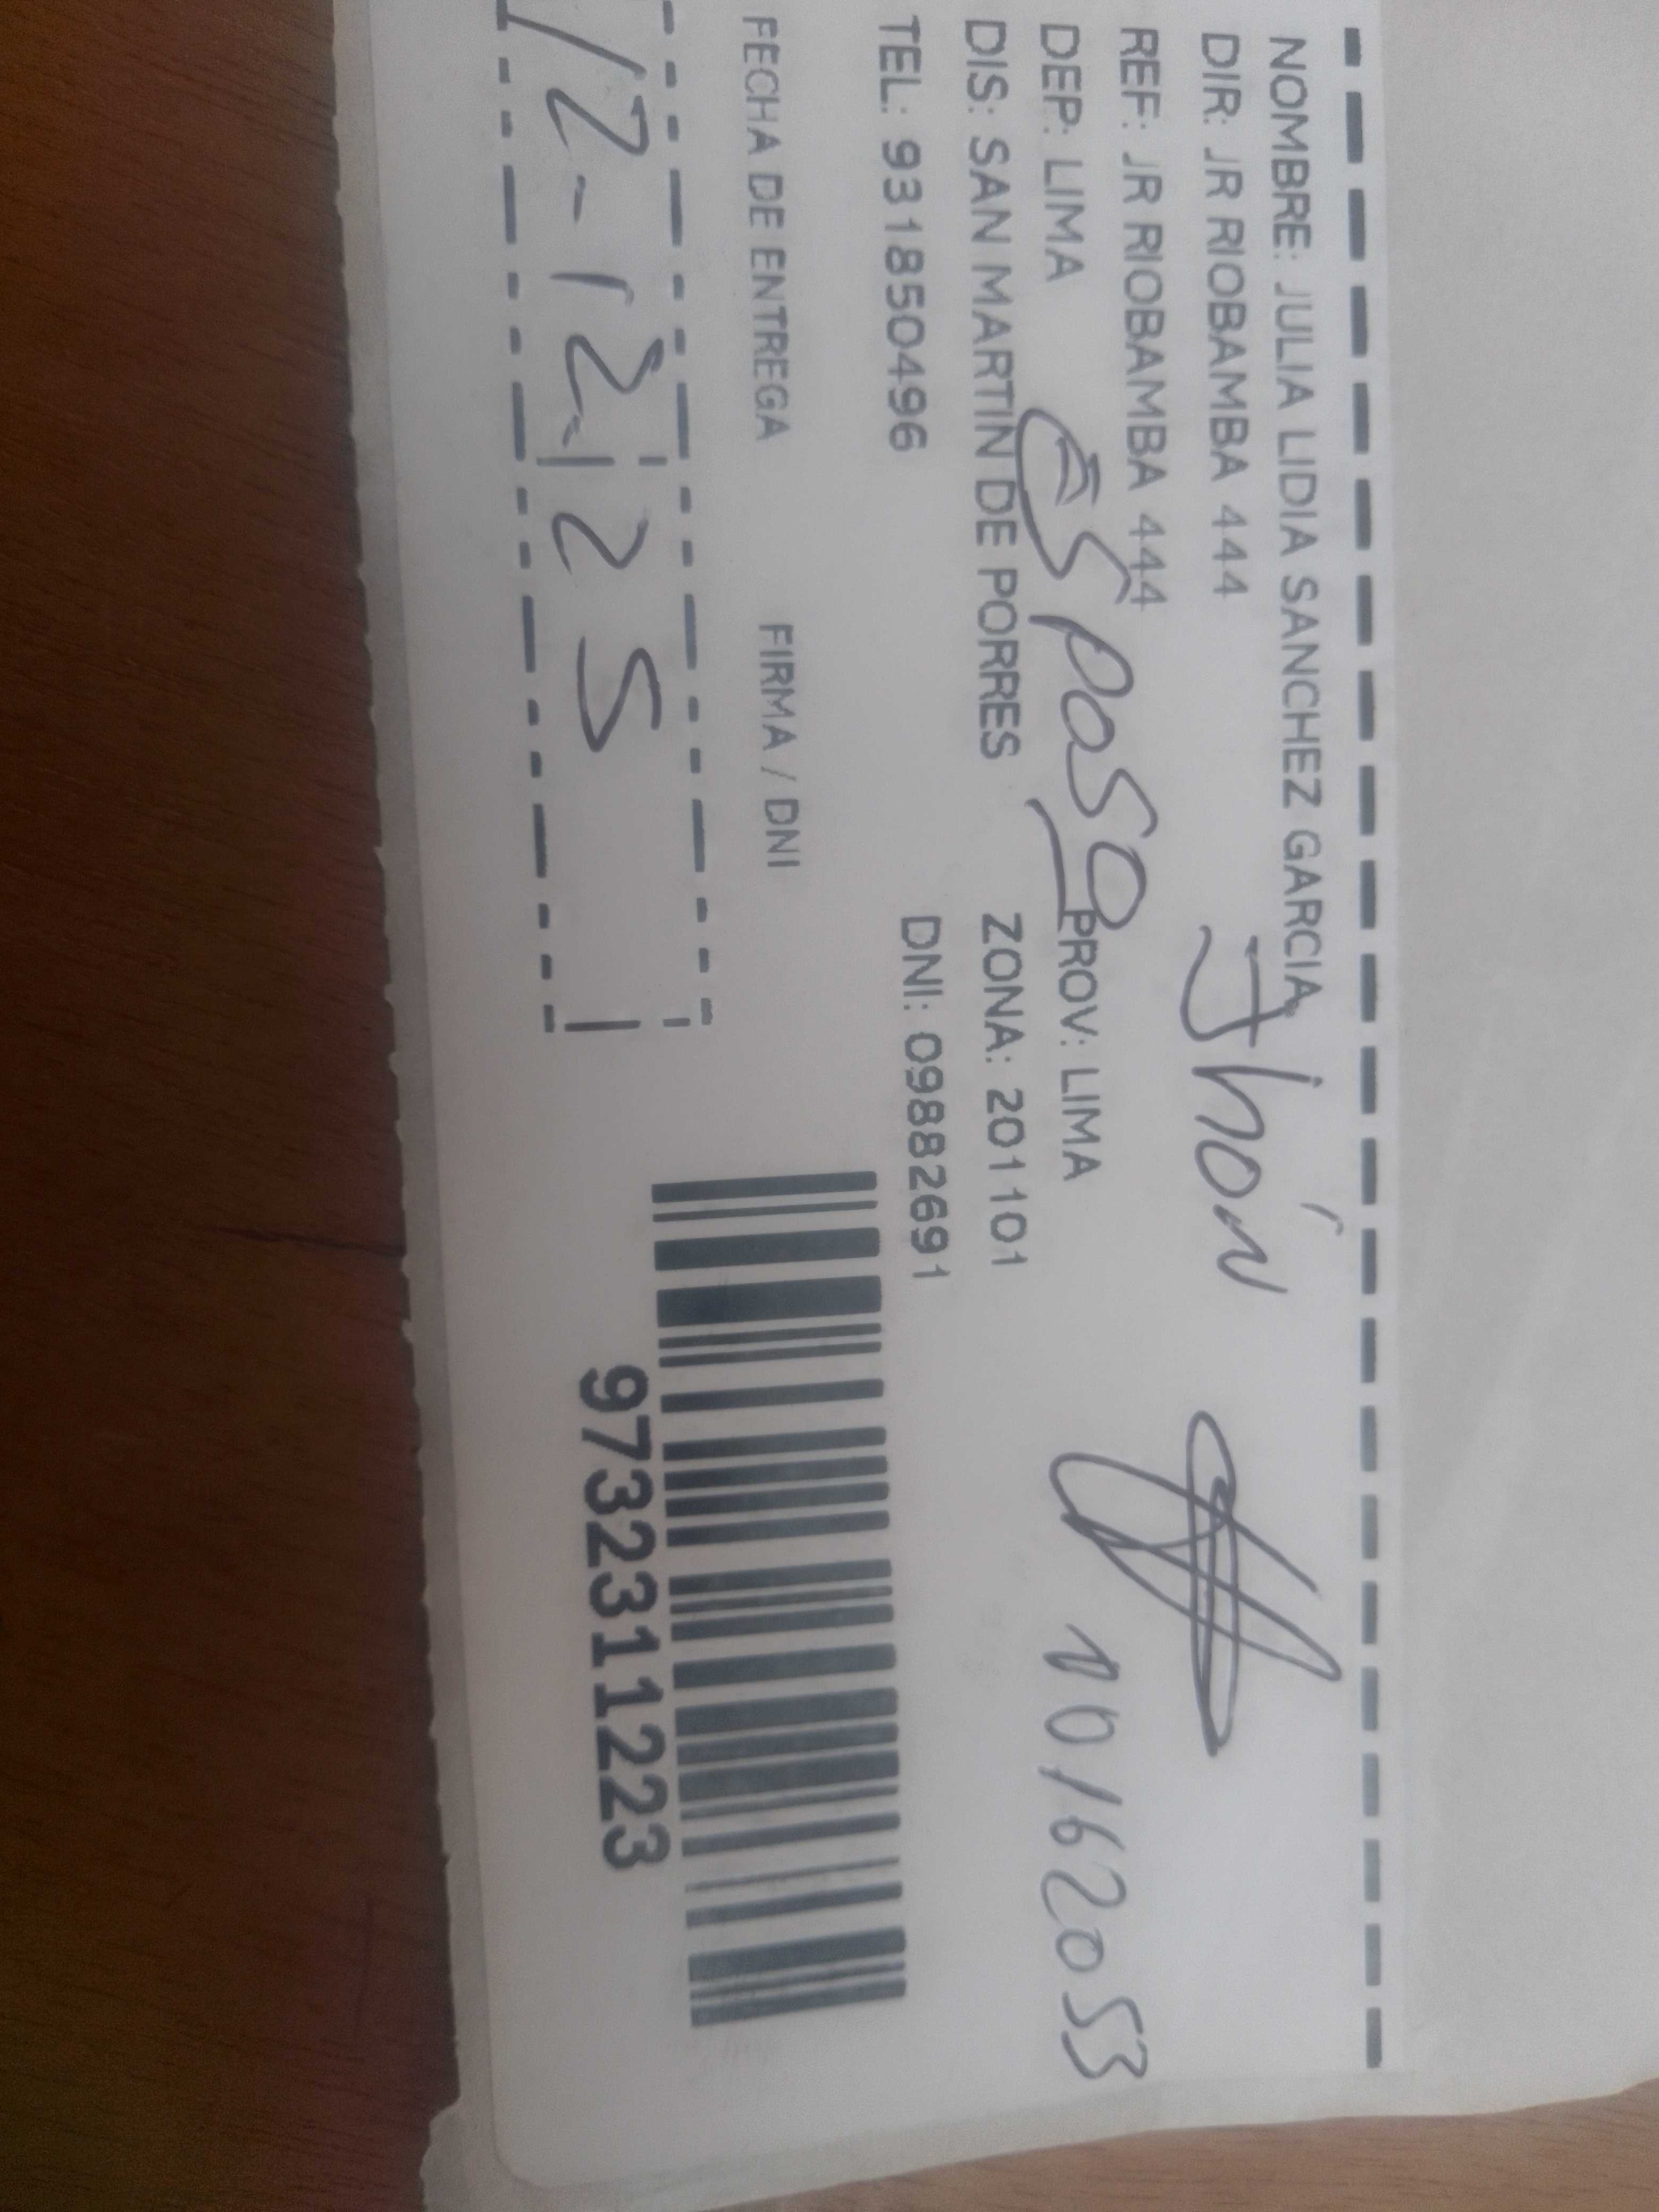 NOMBRE: JULIA LIDIA SANCHEZ GARCIA
DIR: JR RIOBAMBA 444
Jhón
REF: JR RIOBAMBA 444
DEP: LIMA
Esposo
PROV: LIMA
10162053
DIS: SAN MARTIN DE PORRES
ZONA: 201101
TEL: 931850496
DNI: 09882691
FECHA DE ENTREGA
FIRMA / DNI
12-12-25
9732311223